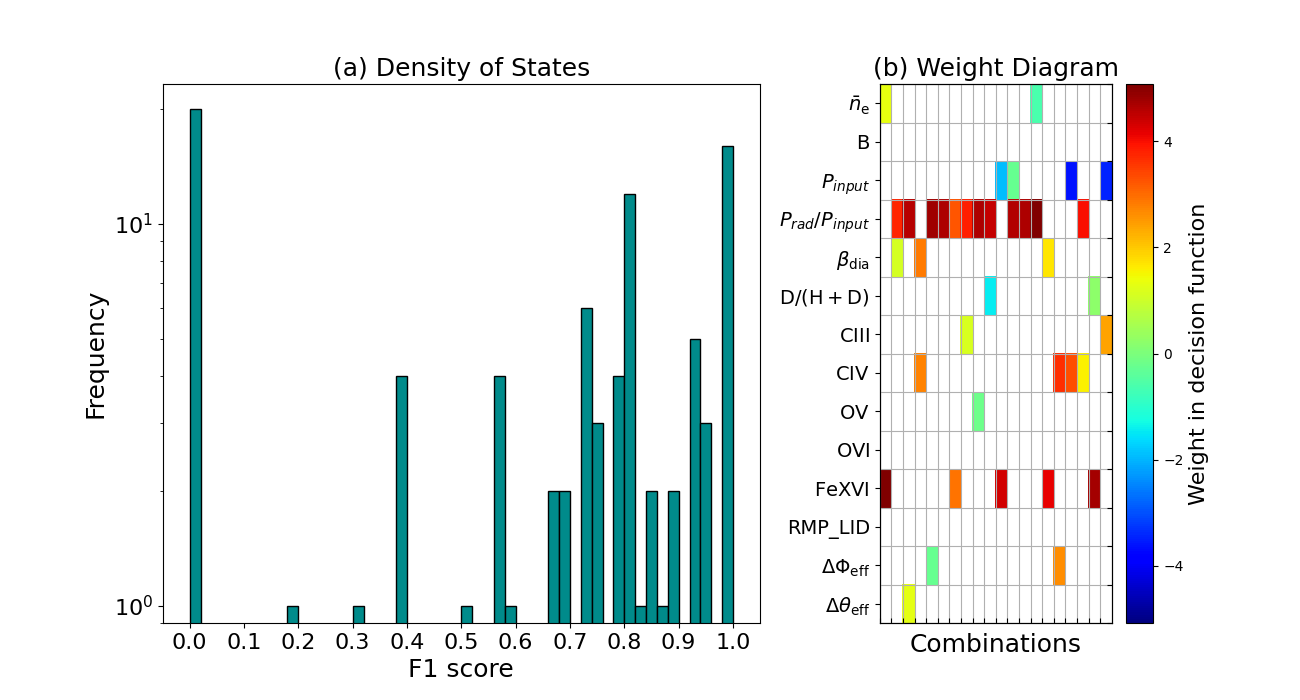 (a) Density of States
Frequency
10¹
10⁰
0.0 0.1 0.2 0.3 0.4 0.5 0.6 0.7 0.8 0.9 1.0
F1 score
(b) Weight Diagram
n̄e
B
Pinput
Prad/Pinput
βdia
D/(H + D)
CIII
CIV
OV
OVI
FeXVI
RMP_LID
ΔΦeff
Δθeff
Combinations
4
2
0
−2
−4
Weight in decision function